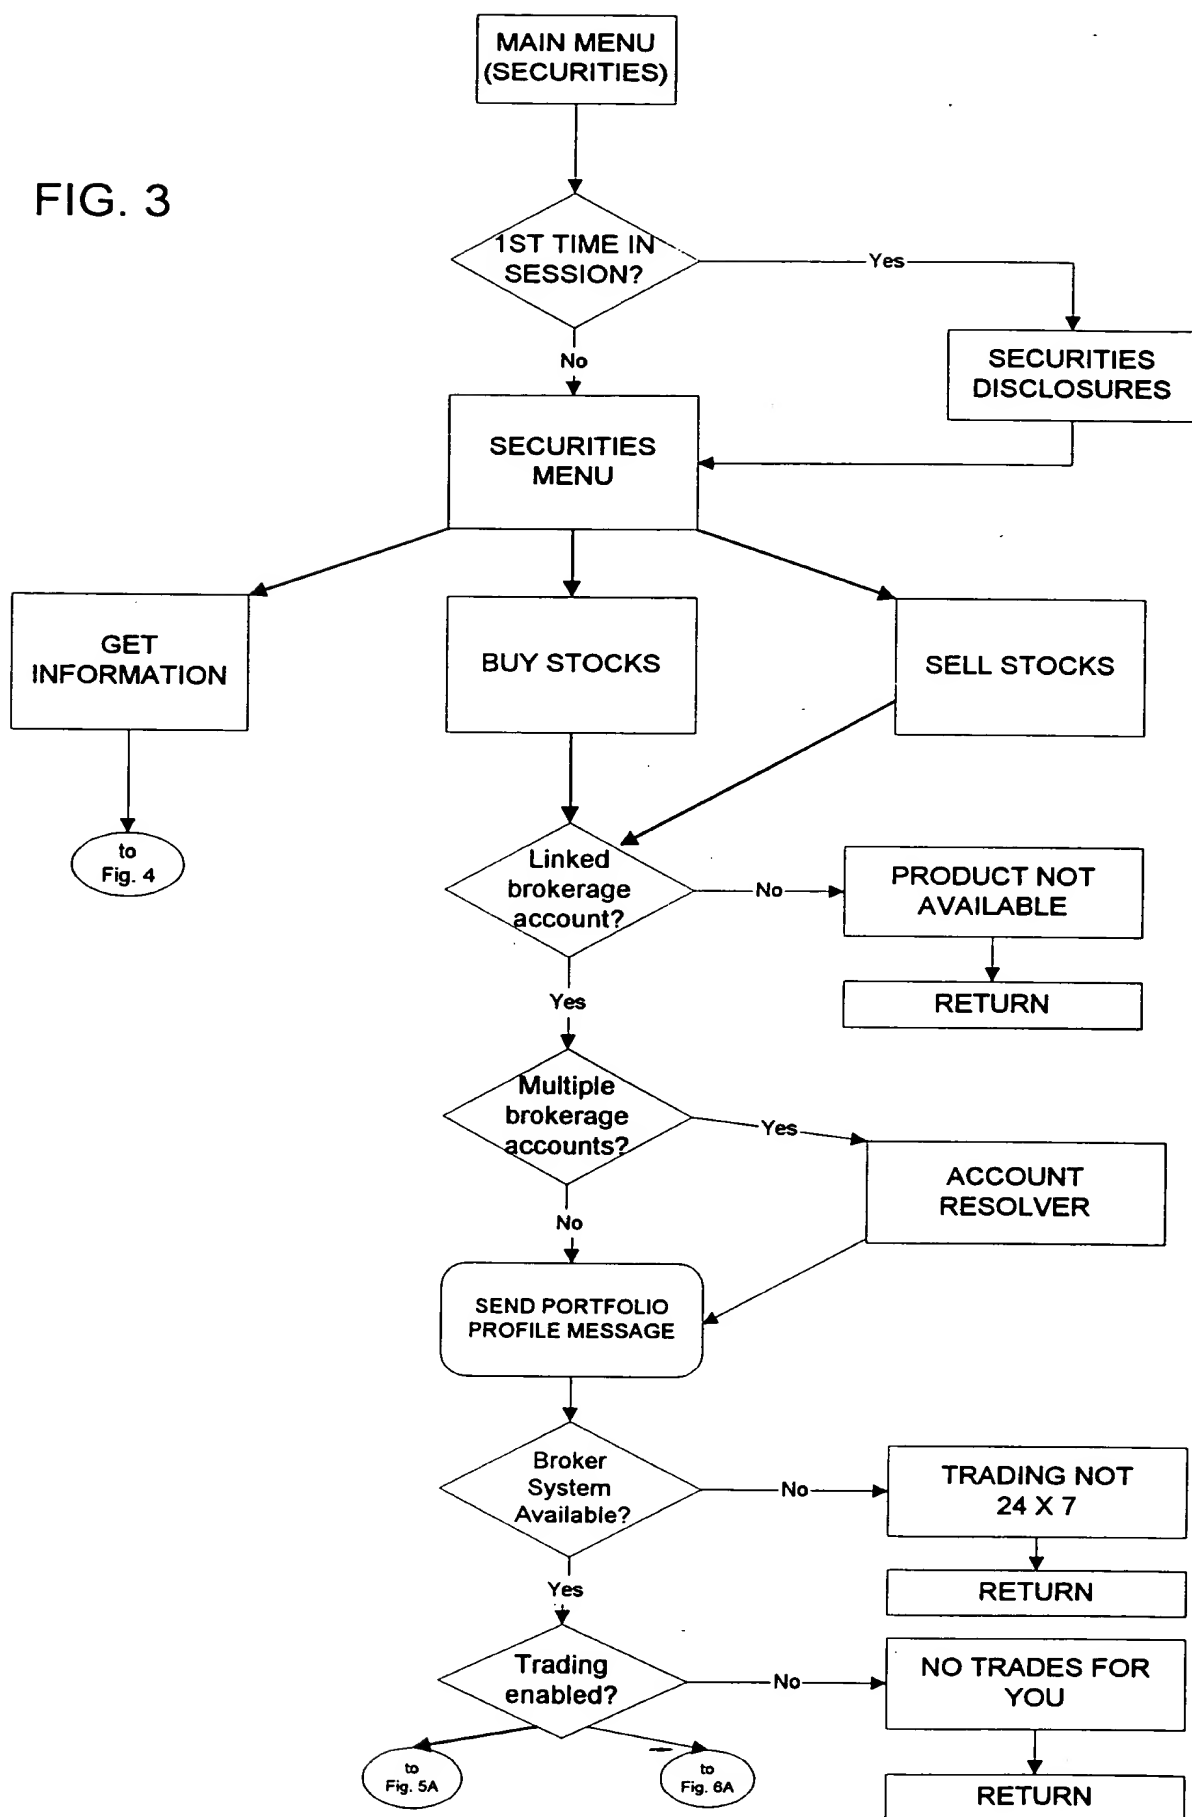 MAIN MENU
(SECURITIES)
FIG. 3
1ST TIME IN
SESSION?
Yes
No
SECURITIES
DISCLOSURES
SECURITIES
MENU
GET
INFORMATION
BUY STOCKS
SELL STOCKS
to
Fig. 4
Linked
brokerage
account?
No
PRODUCT NOT
AVAILABLE
RETURN
Yes
Multiple
brokerage
accounts?
Yes
ACCOUNT
RESOLVER
No
SEND PORTFOLIO
PROFILE MESSAGE
Broker
System
Available?
No
TRADING NOT
24 X 7
RETURN
Yes
Trading
enabled?
No
NO TRADES FOR
YOU
RETURN
to
Fig. 5A
to
Fig. 6A